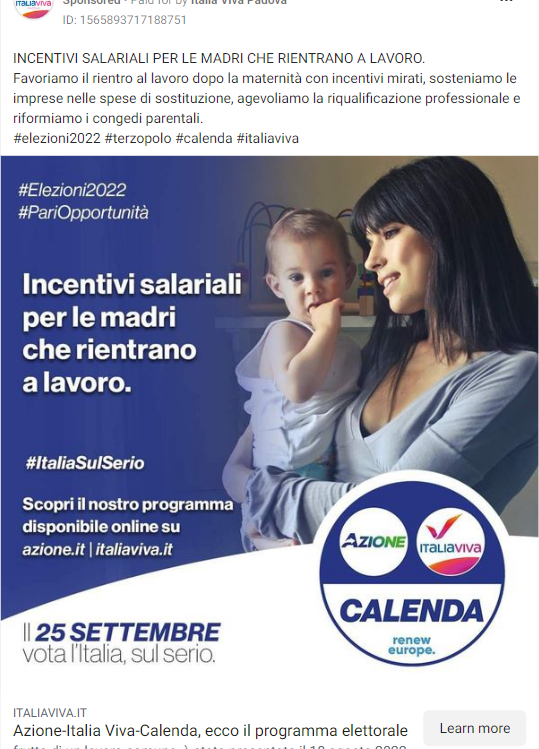 ITALIAVIVA
Sponsored · Paid for by Italia Viva Padova
ID: 1565893717188751
INCENTIVI SALARIALI PER LE MADRI CHE RIENTRANO A LAVORO.
Favoriamo il rientro al lavoro dopo la maternità con incentivi mirati, sosteniamo le
imprese nelle spese di sostituzione, agevoliamo la riqualificazione professionale e
riformiamo i congedi parentali.
#elezioni2022 #terzopolo #calenda #italiaviva
#Elezioni2022
#PariOpportunità
Incentivi salariali
per le madri
che rientrano
a lavoro.
#ItaliaSulSerio
Scopri il nostro programma
disponibile online su
azione.it | italiaviva.it
AZIONE
ITALIAVIVA
CALENDA
renew
europe.
Il 25 SETTEMBRE
vota l'Italia, sul serio.
ITALIAVIVA.IT
Azione-Italia Viva-Calenda, ecco il programma elettorale
Learn more